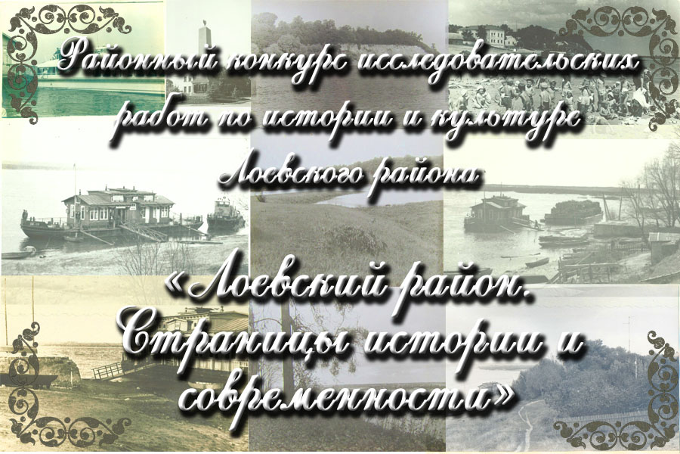 Районный конкурс исследовательских
работ по истории и культуре
Лоевского района
«Лоевский район.
Страницы истории и
современности»